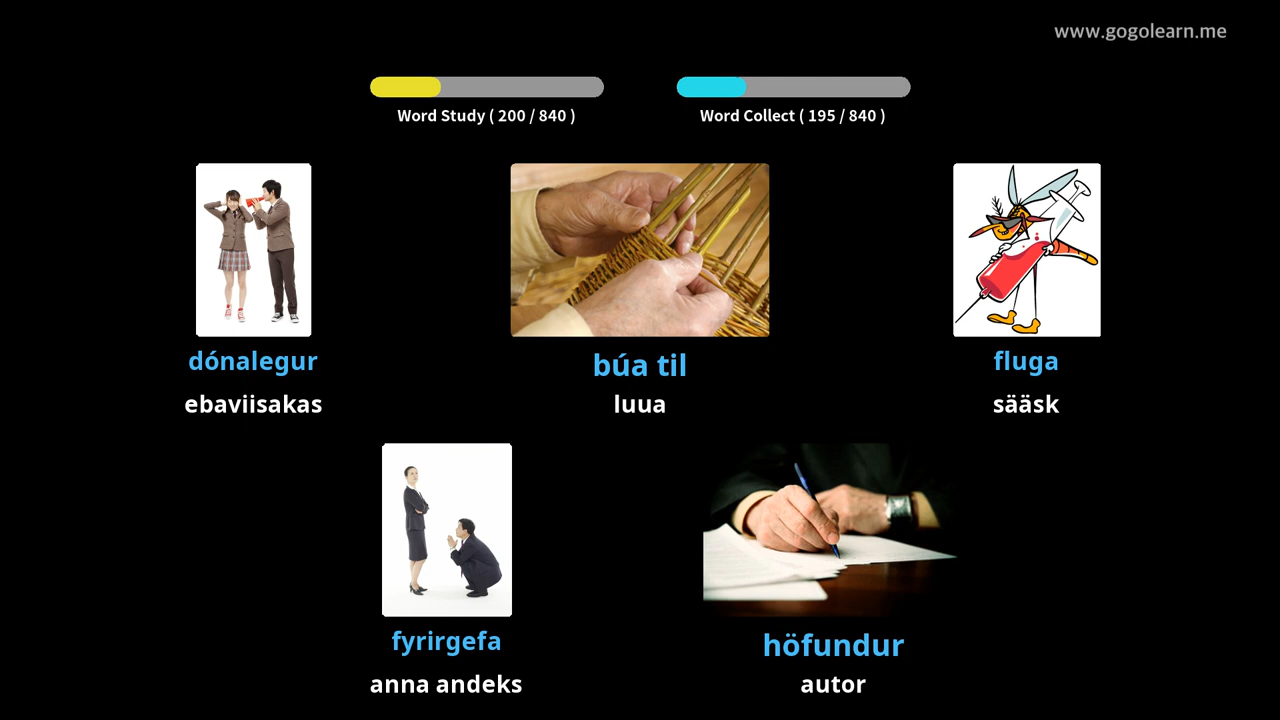 www.gogolearn.me
Word Study ( 200 / 840 )
Word Collect ( 195 / 840 )
dónalegur
ebaviisakas
búa til
luua
fluga
sääsk
fyrirgefa
anna andeks
höfundur
autor